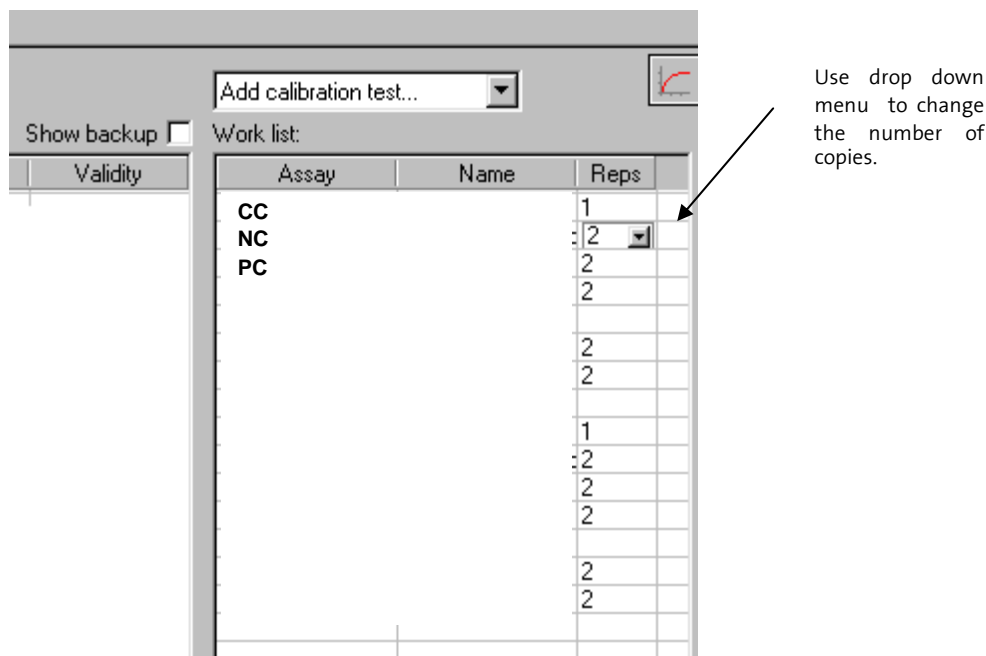 Add calibration test...
Use drop down
menu to change
the number of
copies.
Show backup
Work list:
Validity
Assay
Name
Reps
CC
1
NC
: 2
PC
2
2
2
2
1
:2
2
2
2
2